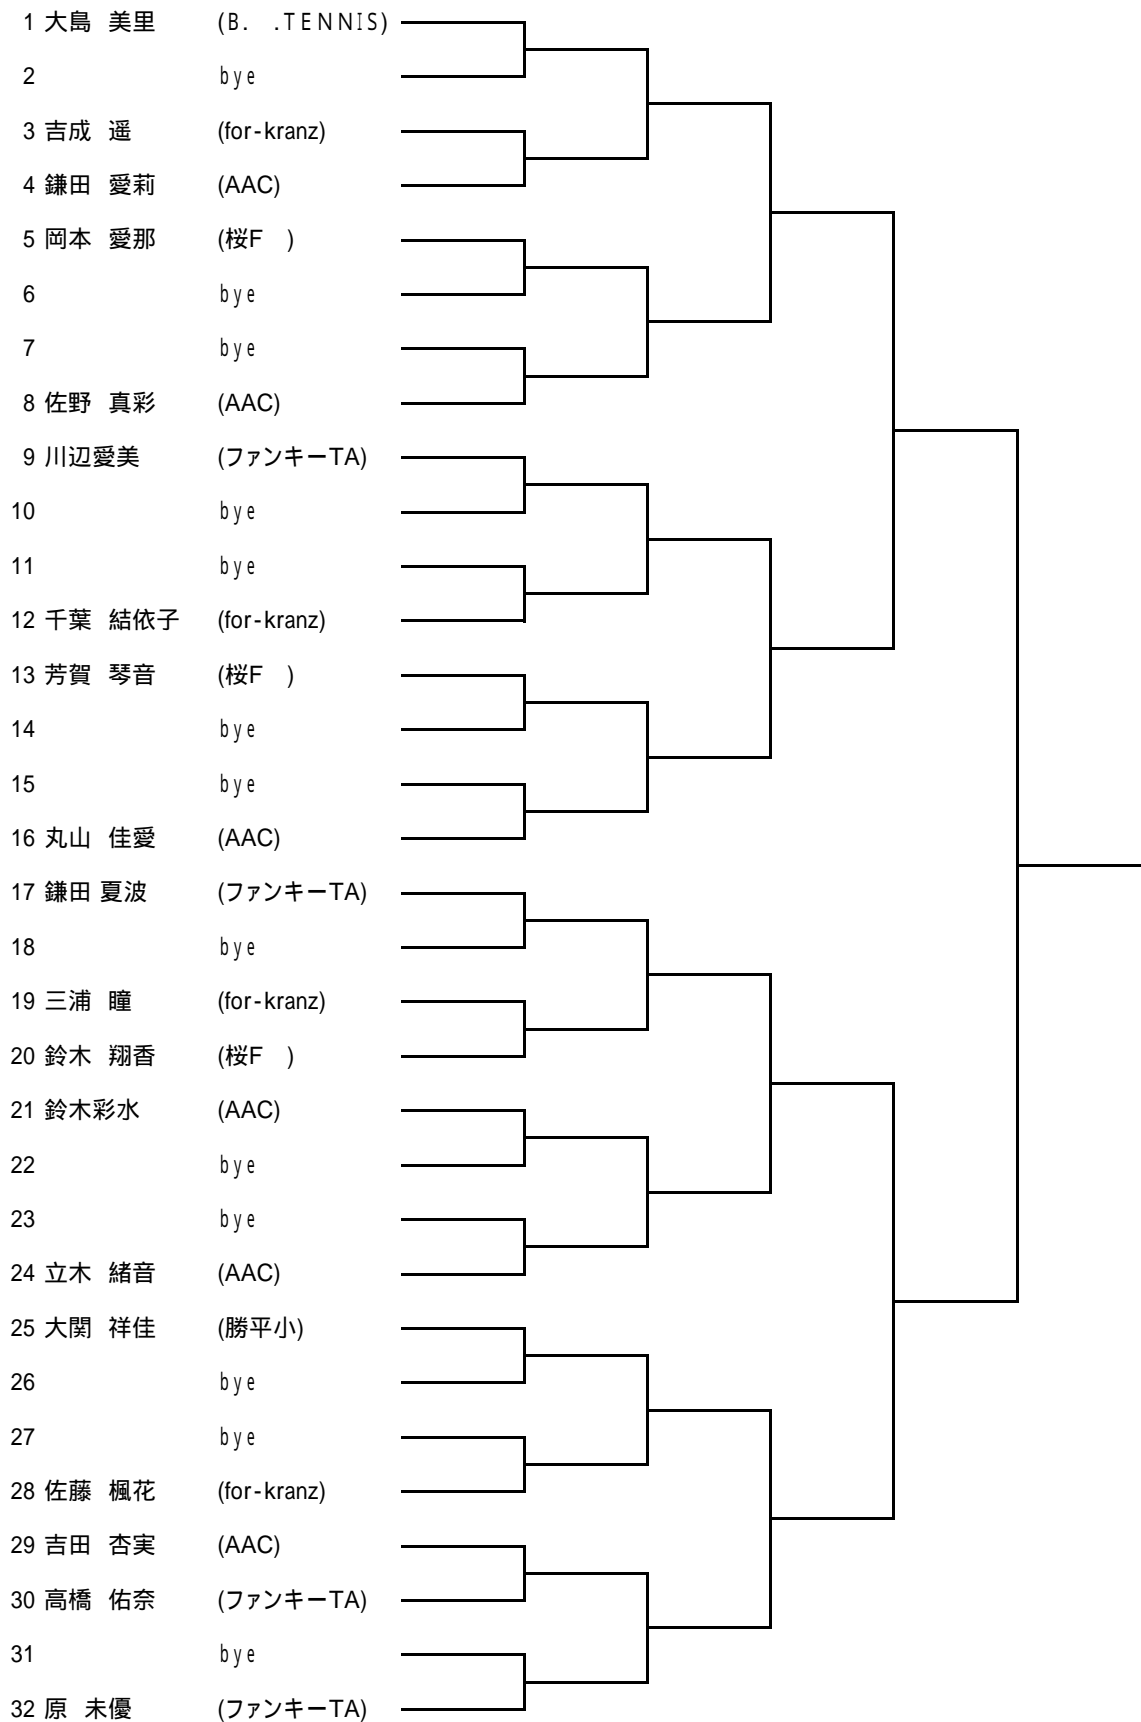 1 大島 美里 (B. .TENNIS)
2 bye
3 吉成 遥 (for-kranz)
4 鎌田 愛莉 (AAC)
5 岡本 愛那 (桜F )
6 bye
7 bye
8 佐野 真彩 (AAC)
9 川辺愛美 (ファンキーTA)
10 bye
11 bye
12 千葉 結依子 (for-kranz)
13 芳賀 琴音 (桜F )
14 bye
15 bye
16 丸山 佳愛 (AAC)
17 鎌田 夏波 (ファンキーTA)
18 bye
19 三浦 瞳 (for-kranz)
20 鈴木 翔香 (桜F )
21 鈴木彩水 (AAC)
22 bye
23 bye
24 立木 緒音 (AAC)
25 大関 祥佳 (勝平小)
26 bye
27 bye
28 佐藤 楓花 (for-kranz)
29 吉田 杏実 (AAC)
30 高橋 佑奈 (ファンキーTA)
31 bye
32 原 未優 (ファンキーTA)